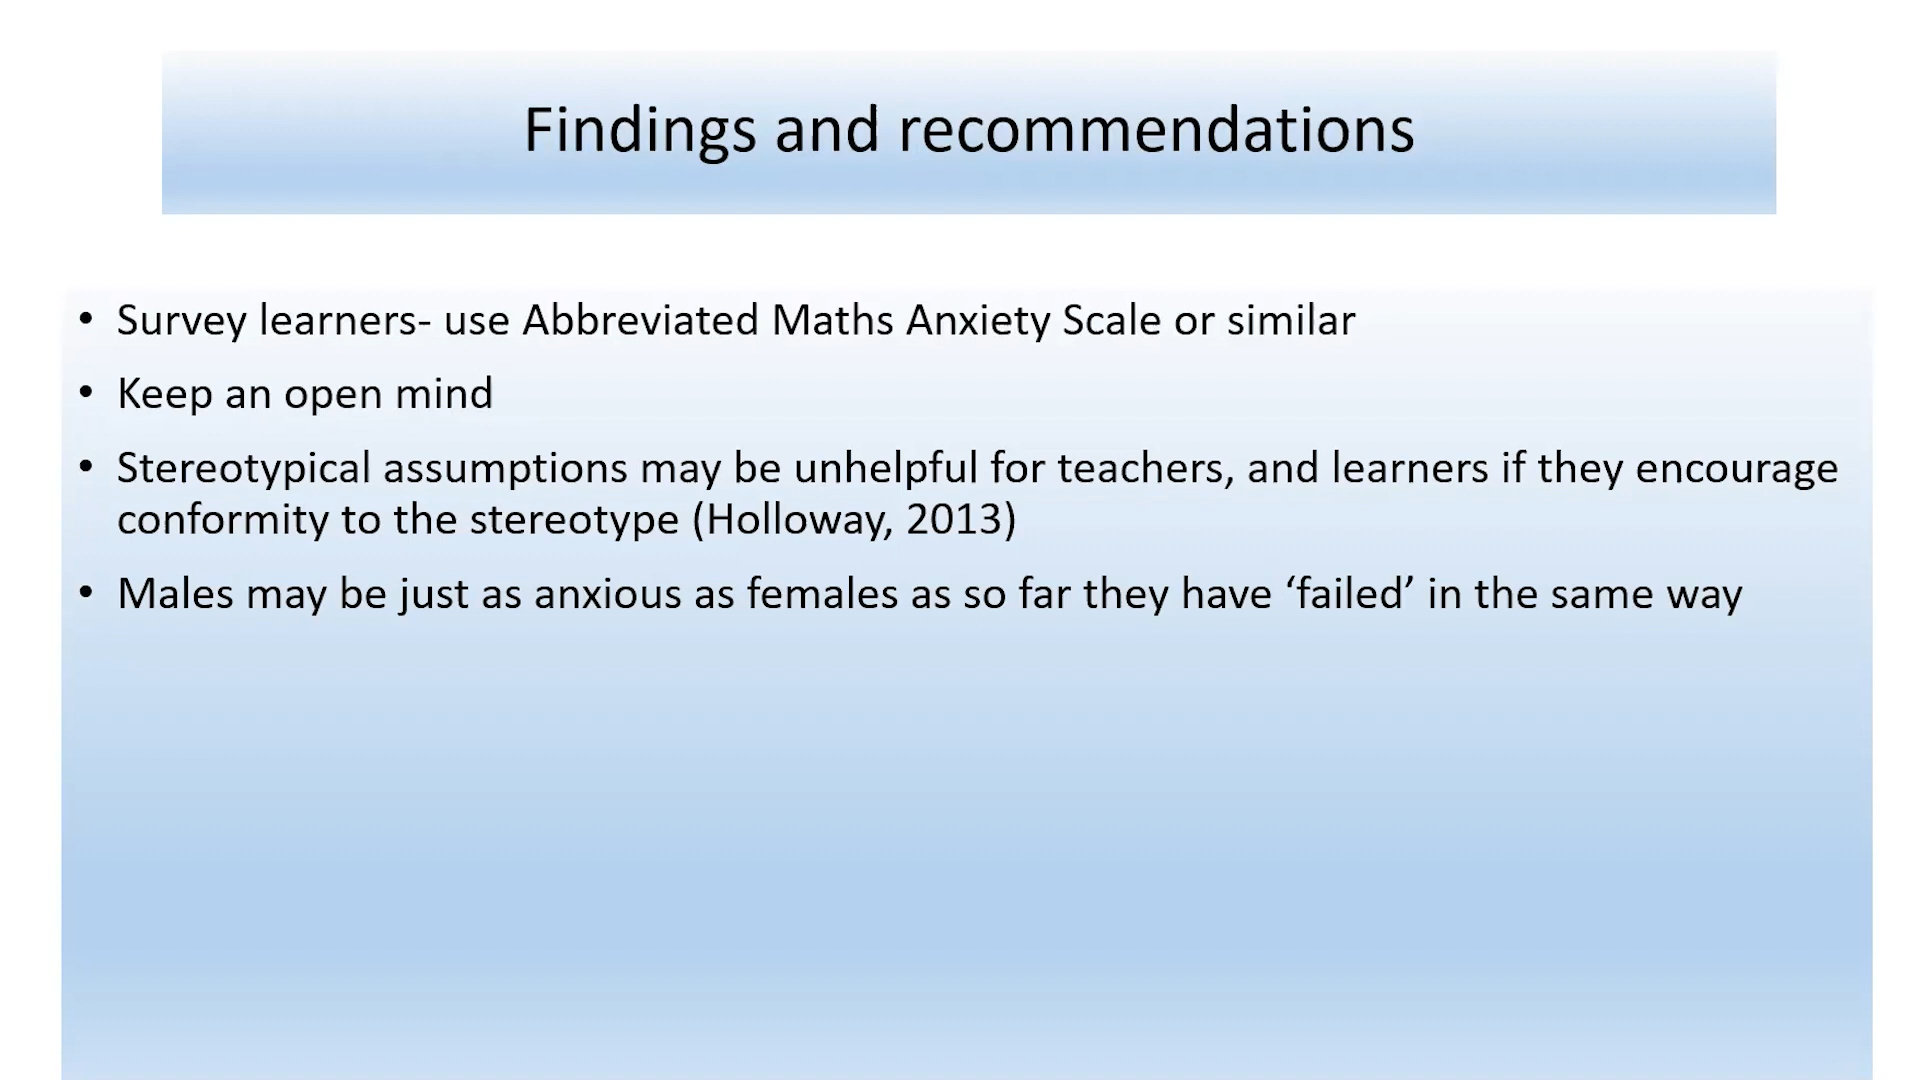 Findings and recommendations
• Survey learners- use Abbreviated Maths Anxiety Scale or similar
• Keep an open mind
• Stereotypical assumptions may be unhelpful for teachers, and learners if they encourage
conformity to the stereotype (Holloway, 2013)
• Males may be just as anxious as females as so far they have ‘failed’ in the same way